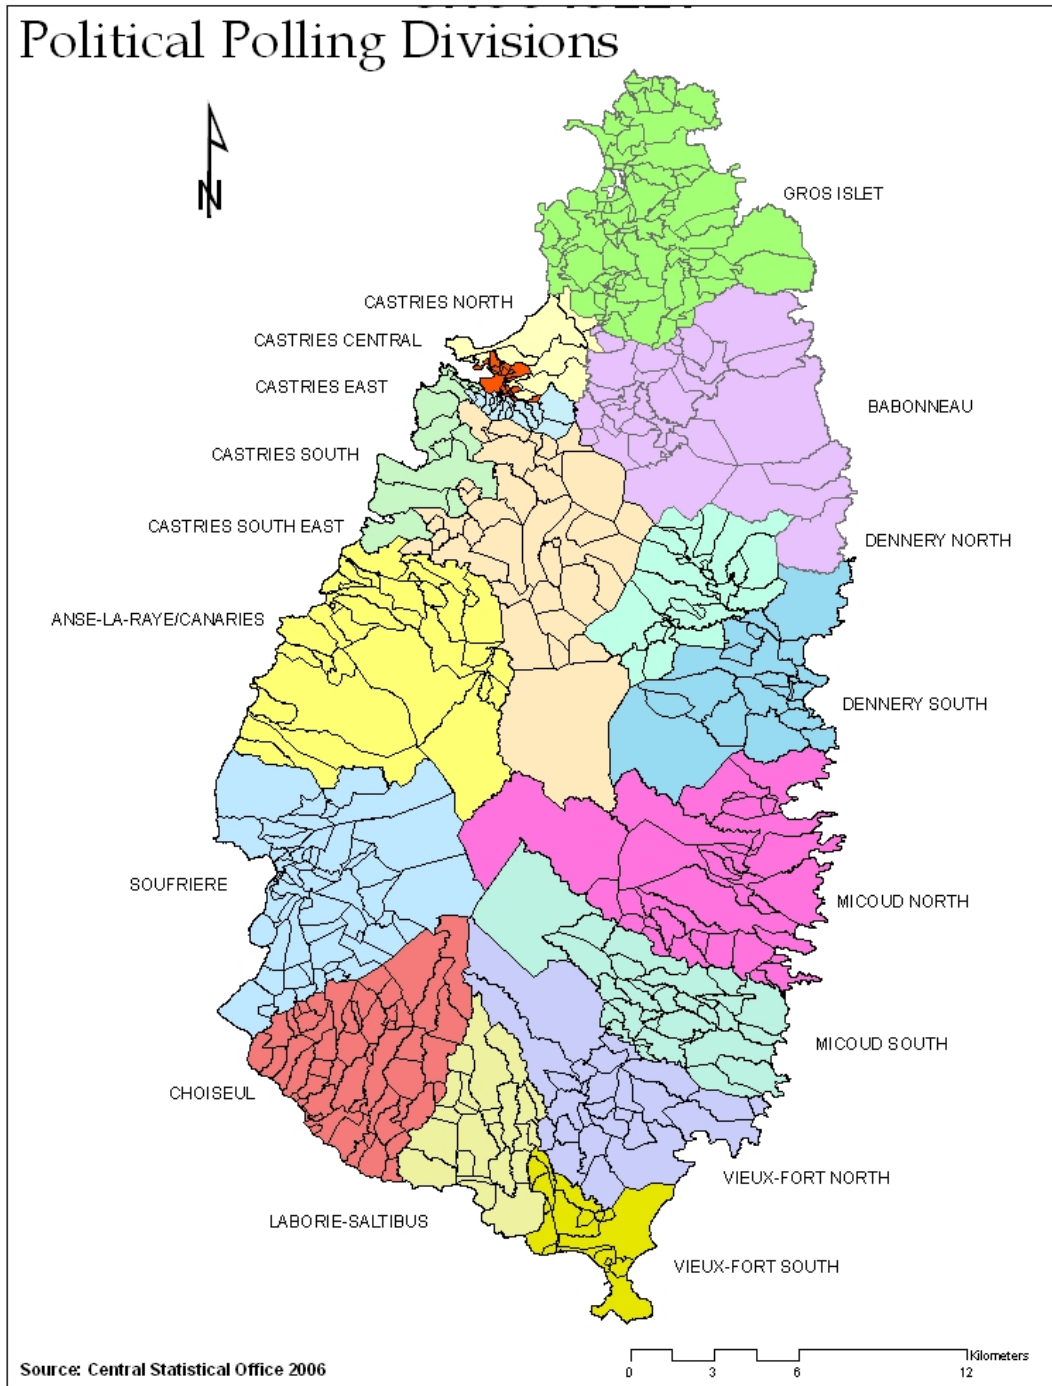 Political Polling Divisions
N
GROS ISLET
CASTRIES NORTH
CASTRIES CENTRAL
CASTRIES EAST
BABONNEAU
CASTRIES SOUTH
CASTRIES SOUTH EAST
DENNERY NORTH
ANSE-LA-RAYE/CANARIES
DENNERY SOUTH
SOUFRIERE
MICOUD NORTH
MICOUD SOUTH
CHOISEUL
VIEUX-FORT NORTH
LABORIE-SALTIBUS
VIEUX-FORT SOUTH
Kilometers
0 3 6 12
Source: Central Statistical Office 2006